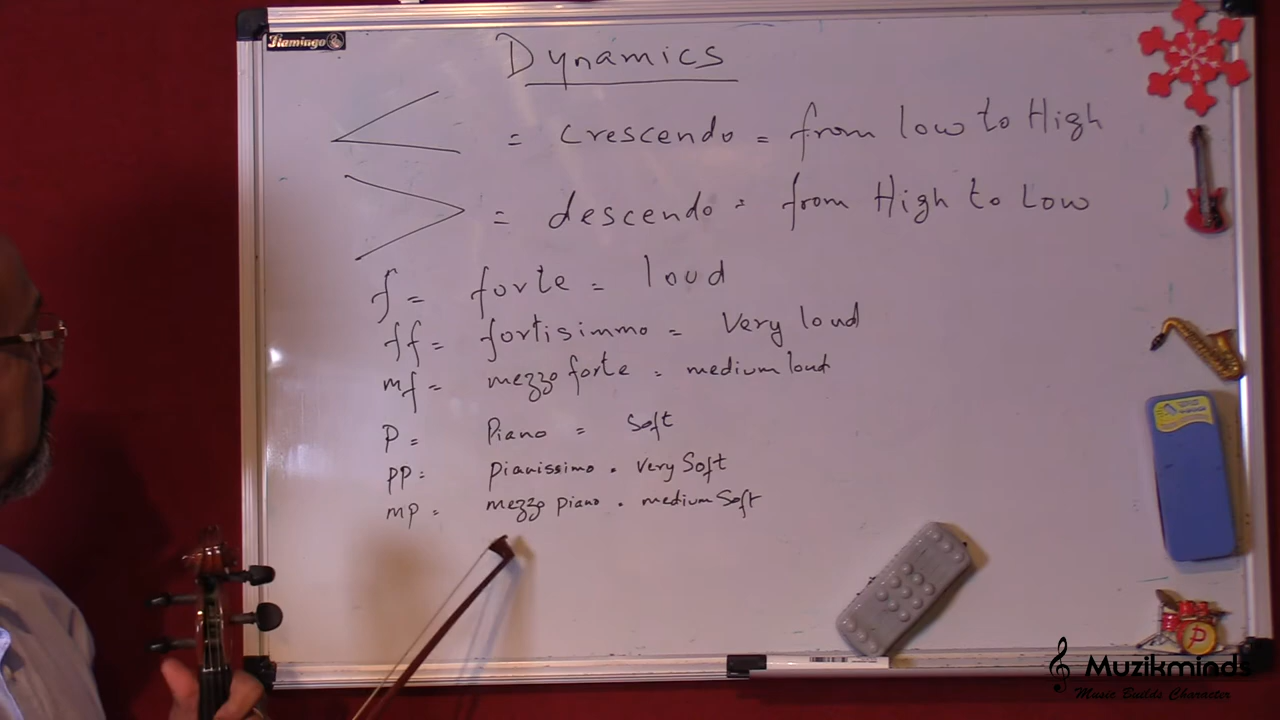 Flamingo
Dynamics
< = crescendo = from low to High
> = descendo = from High to Low
f = forte = loud
ff = fortisimmo = Very loud
mf = mezzo forte = medium loud
P = Piano = Soft
PP = pianissimo = very Soft
mp = mezzo piano = medium Soft
Muzikminds
Music Builds Character